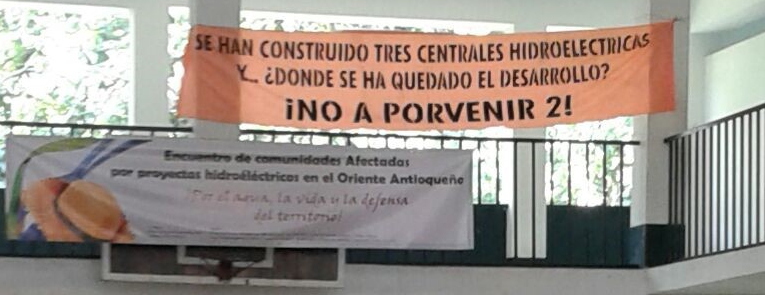 SE HAN CONSTRUIDO TRES CENTRALES HIDROELECTRICAS
Y... ¿DONDE SE HA QUEDADO EL DESARROLLO?
¡NO A PORVENIR 2!
Encuentro de comunidades Afectadas
por proyectos hidroeléctricos en el Oriente Antioqueño
¡Por el agua, la vida y la defensa
del territorio!